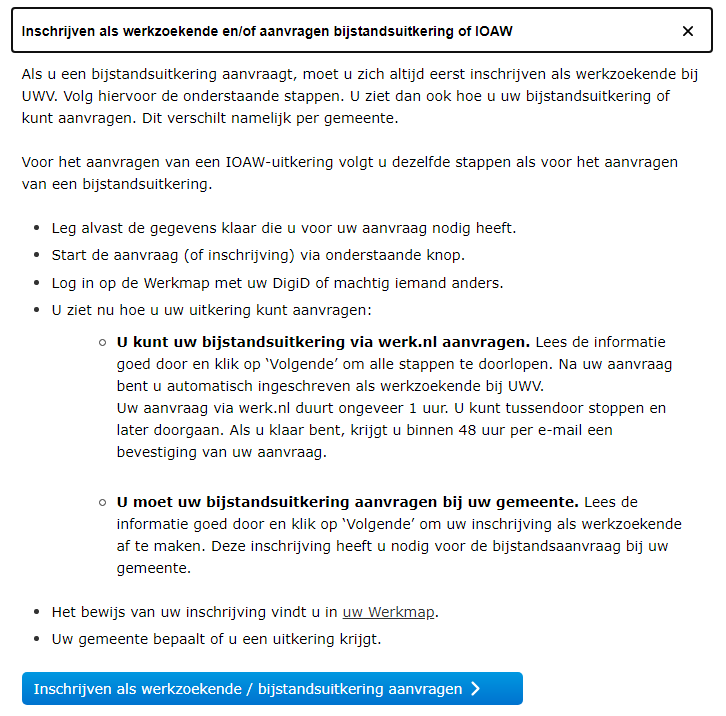 Inschrijven als werkzoekende en/of aanvragen bijstandsuitkering of IOAW
Als u een bijstandsuitkering aanvraagt, moet u zich altijd eerst inschrijven als werkzoekende bij
UWV. Volg hiervoor de onderstaande stappen. U ziet dan ook hoe u uw bijstandsuitkering of
kunt aanvragen. Dit verschilt namelijk per gemeente.
Voor het aanvragen van een IOAW-uitkering volgt u dezelfde stappen als voor het aanvragen
van een bijstandsuitkering.
• Leg alvast de gegevens klaar die u voor uw aanvraag nodig heeft.
• Start de aanvraag (of inschrijving) via onderstaande knop.
• Log in op de Werkmap met uw DigiD of machtig iemand anders.
• U ziet nu hoe u uw uitkering kunt aanvragen:
○ U kunt uw bijstandsuitkering via werk.nl aanvragen. Lees de informatie
goed door en klik op ‘Volgende’ om alle stappen te doorlopen. Na uw aanvraag
bent u automatisch ingeschreven als werkzoekende bij UWV.
Uw aanvraag via werk.nl duurt ongeveer 1 uur. U kunt tussendoor stoppen en
later doorgaan. Als u klaar bent, krijgt u binnen 48 uur per e-mail een
bevestiging van uw aanvraag.
○ U moet uw bijstandsuitkering aanvragen bij uw gemeente. Lees de
informatie goed door en klik op ‘Volgende’ om uw inschrijving als werkzoekende
af te maken. Deze inschrijving heeft u nodig voor de bijstandsaanvraag bij uw
gemeente.
• Het bewijs van uw inschrijving vindt u in uw Werkmap.
• Uw gemeente bepaalt of u een uitkering krijgt.
Inschrijven als werkzoekende / bijstandsuitkering aanvragen